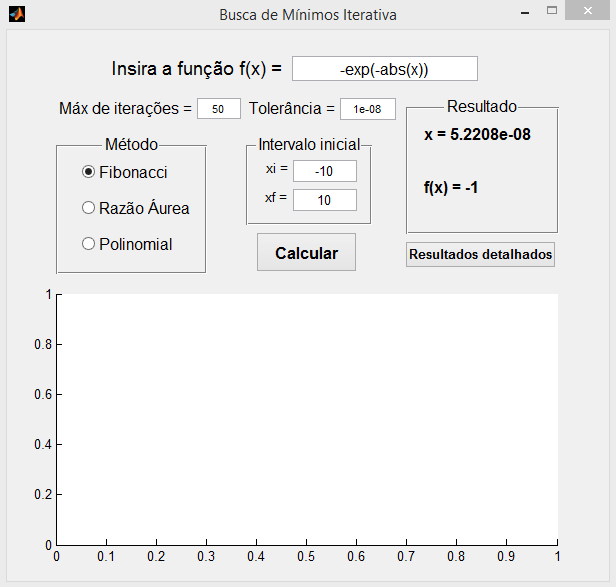 Busca de Mínimos Iterativa
Insira a função f(x) = -exp(-abs(x))
Máx de iterações = 50 Tolerância = 1e-08
Método
Fibonacci
Razão Áurea
Polinomial
Intervalo inicial
xi = -10
xf = 10
Calcular
Resultado
x = 5.2208e-08
f(x) = -1
Resultados detalhados
1
0.8
0.6
0.4
0.2
0
0 0.1 0.2 0.3 0.4 0.5 0.6 0.7 0.8 0.9 1